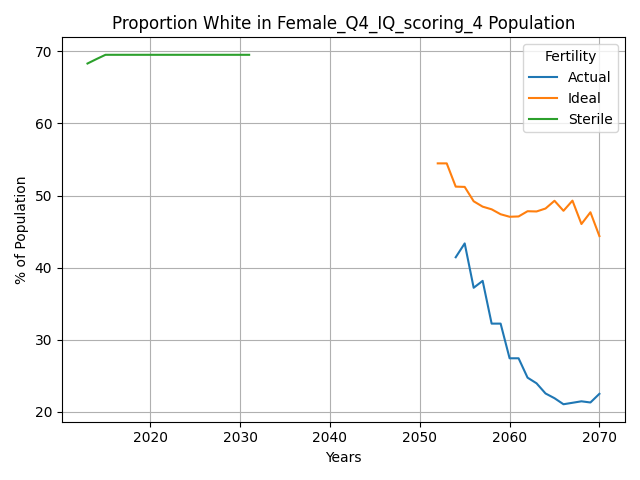 Proportion White in Female_Q4_IQ_scoring_4 Population
% of Population
70
60
50
40
30
20
Fertility
Actual
Ideal
Sterile
2020 2030 2040 2050 2060 2070
Years